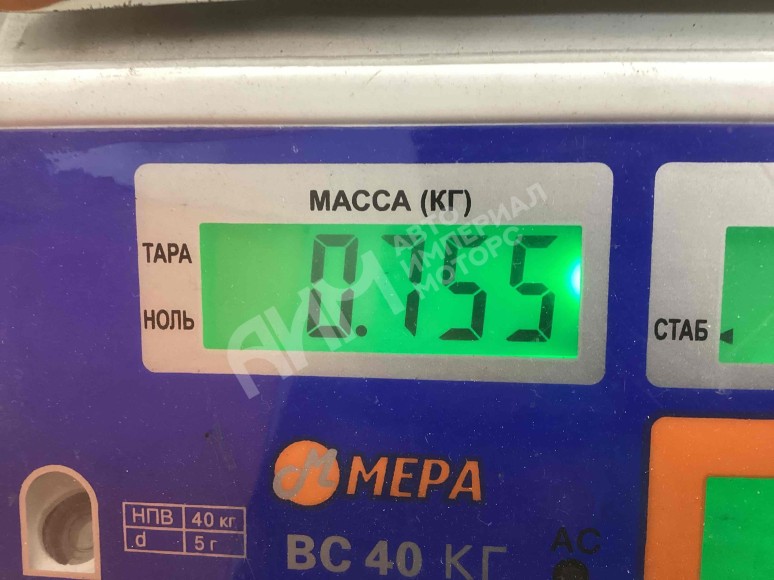 МАССА (КГ)
ТАРА
0.755
НОЛЬ
СТАБ
АКИМ
АВТО
ИМПЕРИАЛ
МОТОРС
М МЕРА
НПВ 40 кг
d 5 г
ВС 40 КГ
АС